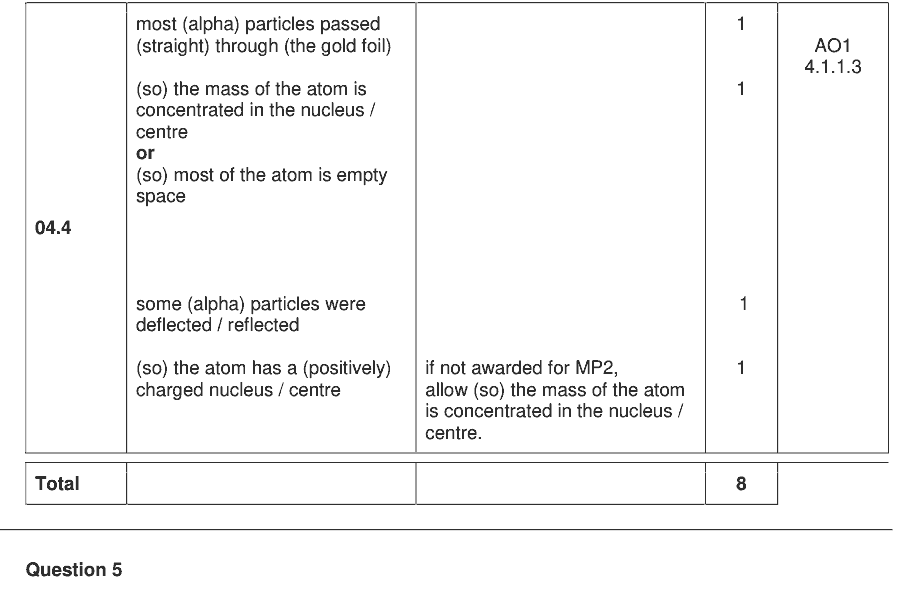 most (alpha) particles passed
(straight) through (the gold foil)
1
AO1
4.1.1.3
(so) the mass of the atom is
concentrated in the nucleus /
centre
or
(so) most of the atom is empty
space
1
04.4
some (alpha) particles were
deflected / reflected
1
(so) the atom has a (positively)
charged nucleus / centre
if not awarded for MP2,
allow (so) the mass of the atom
is concentrated in the nucleus /
centre.
1
Total
8
Question 5